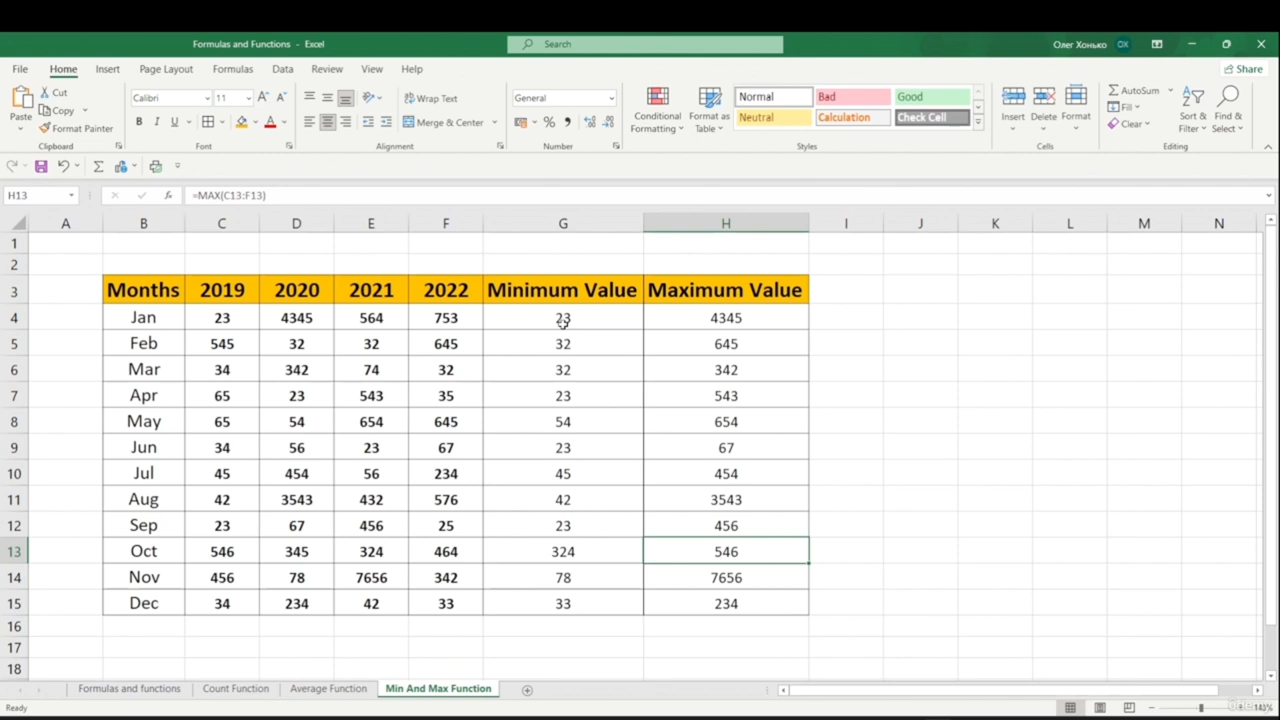 Formulas and Functions - Excel
Search
Олег Хонько
ОХ
File Home Insert Page Layout Formulas Data Review View Help
Share
Paste
Cut
Copy
Format Painter
Clipboard
Calibri 11
B I U
Font
Wrap Text
Merge & Center
Alignment
General
Number
Conditional Formatting
Format as Table
Normal Bad Good
Neutral Calculation Check Cell
Styles
Insert Delete Format
Cells
AutoSum
Fill
Clear
Sort & Filter
Find & Select
Editing
H13 fx =MAX(C13:F13)
A B C D E F G H I J K L M N
1
2
3 Months 2019 2020 2021 2022 Minimum Value Maximum Value
4 Jan 23 4345 564 753 23 4345
5 Feb 545 32 32 645 32 645
6 Mar 34 342 74 32 32 342
7 Apr 65 23 543 35 23 543
8 May 65 54 654 645 54 654
9 Jun 34 56 23 67 23 67
10 Jul 45 454 56 234 45 454
11 Aug 42 3543 432 576 42 3543
12 Sep 23 67 456 25 23 456
13 Oct 546 345 324 464 324 546
14 Nov 456 78 7656 342 78 7656
15 Dec 34 234 42 33 33 234
16
17
18
Formulas and functions Count Function Average Function Min And Max Function
Ready